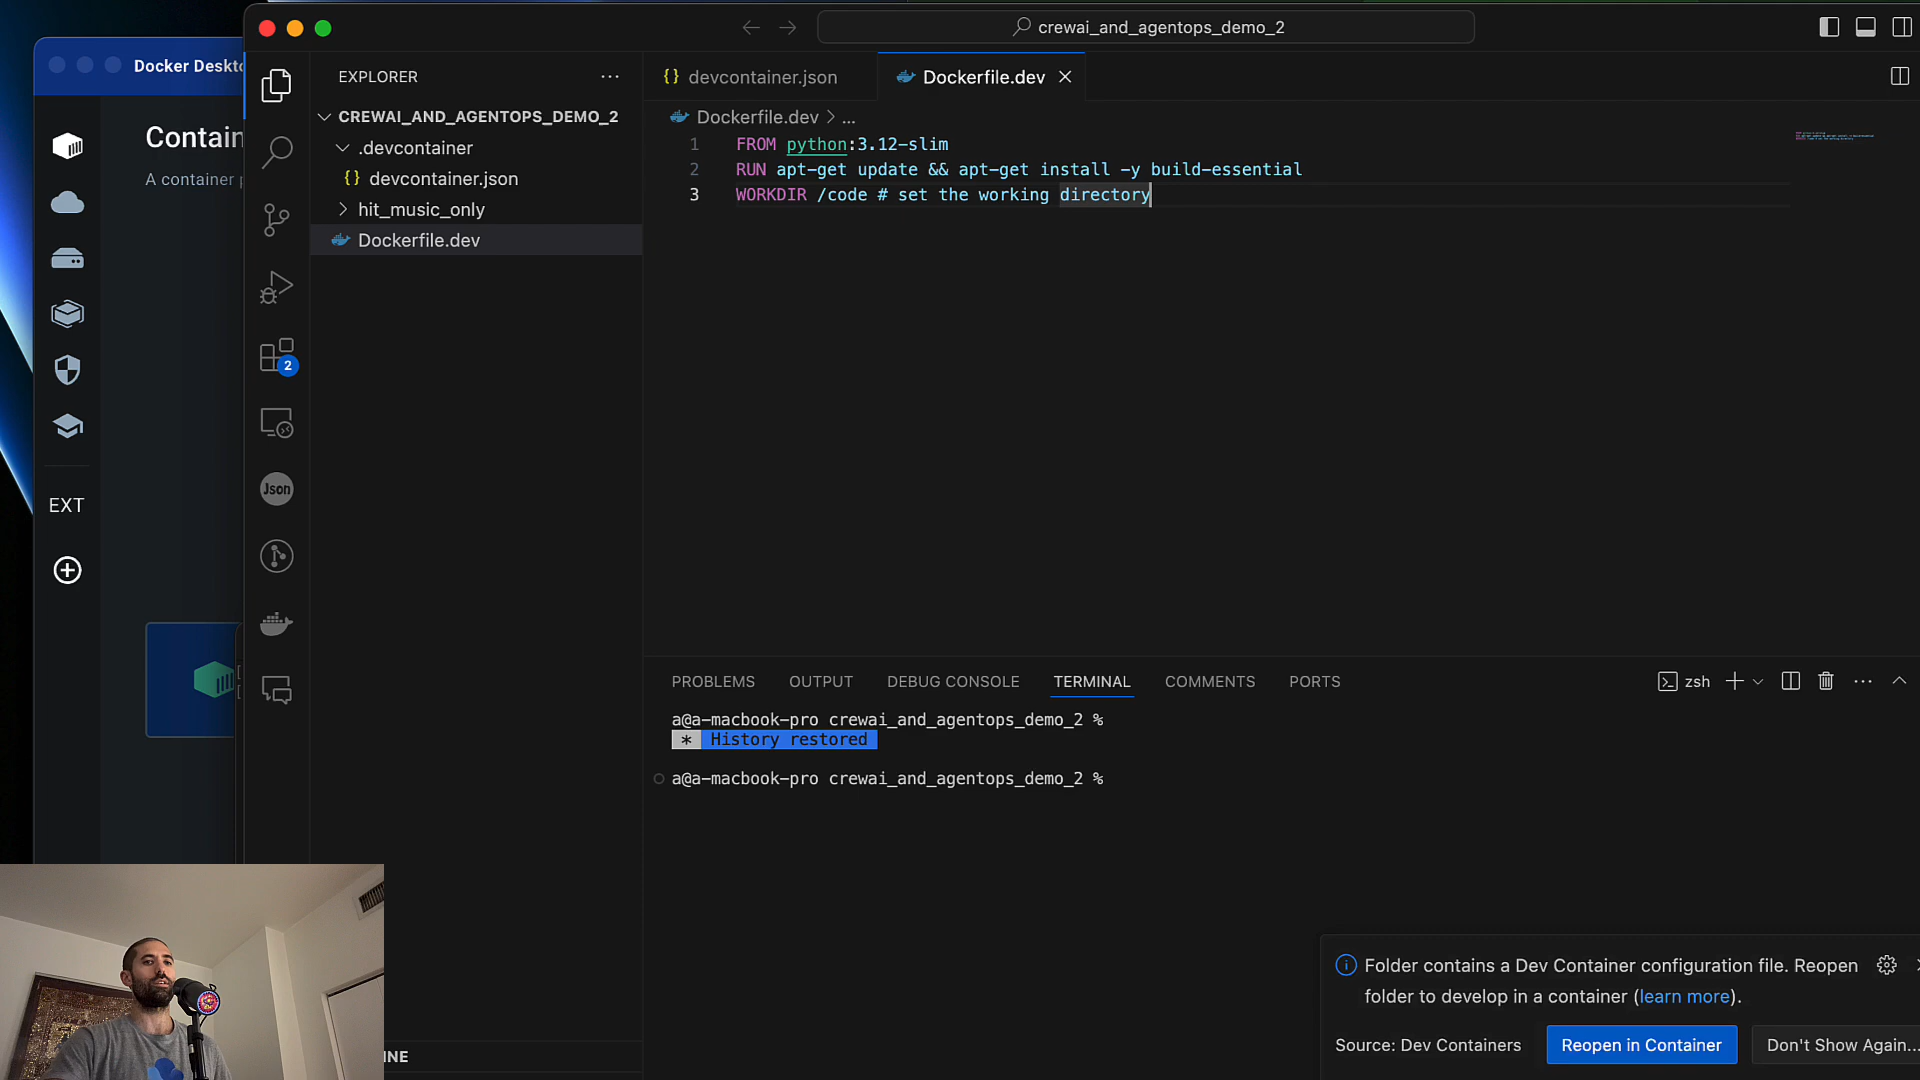 crewai_and_agentops_demo_2
Docker Deskto
Contain
A container p
EXT
EXPLORER
CREWAI_AND_AGENTOPS_DEMO_2
.devcontainer
{} devcontainer.json
hit_music_only
Dockerfile.dev
2
Json
INE
{} devcontainer.json
Dockerfile.dev
Dockerfile.dev > ...
1 FROM python:3.12-slim
2 RUN apt-get update && apt-get install -y build-essential
3 WORKDIR /code # set the working directory
PROBLEMS OUTPUT DEBUG CONSOLE TERMINAL COMMENTS PORTS
zsh
a@a-macbook-pro crewai_and_agentops_demo_2 %
* History restored
a@a-macbook-pro crewai_and_agentops_demo_2 %
Folder contains a Dev Container configuration file. Reopen
folder to develop in a container (learn more).
Source: Dev Containers
Reopen in Container
Don't Show Again...